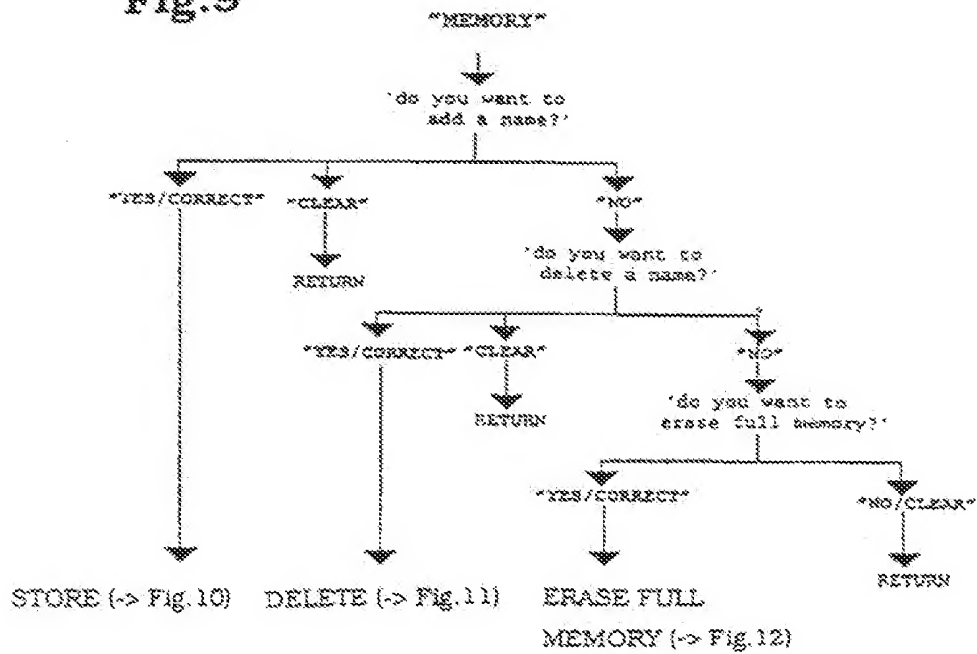 Fig.
"MEMORY"
'do you want to
add a name?'
"YES/CORRECT" "CLEAR" "NO"
RETURN
'do you want to
delete a name?'
"YES/CORRECT" "CLEAR" "NO"
RETURN
'do you want to
erase full memory?'
"YES/CORRECT" "NO/CLEAR"
RETURN
STORE (-> Fig.10) DELETE (-> Fig.11) ERASE FULL
MEMORY (-> Fig.12)